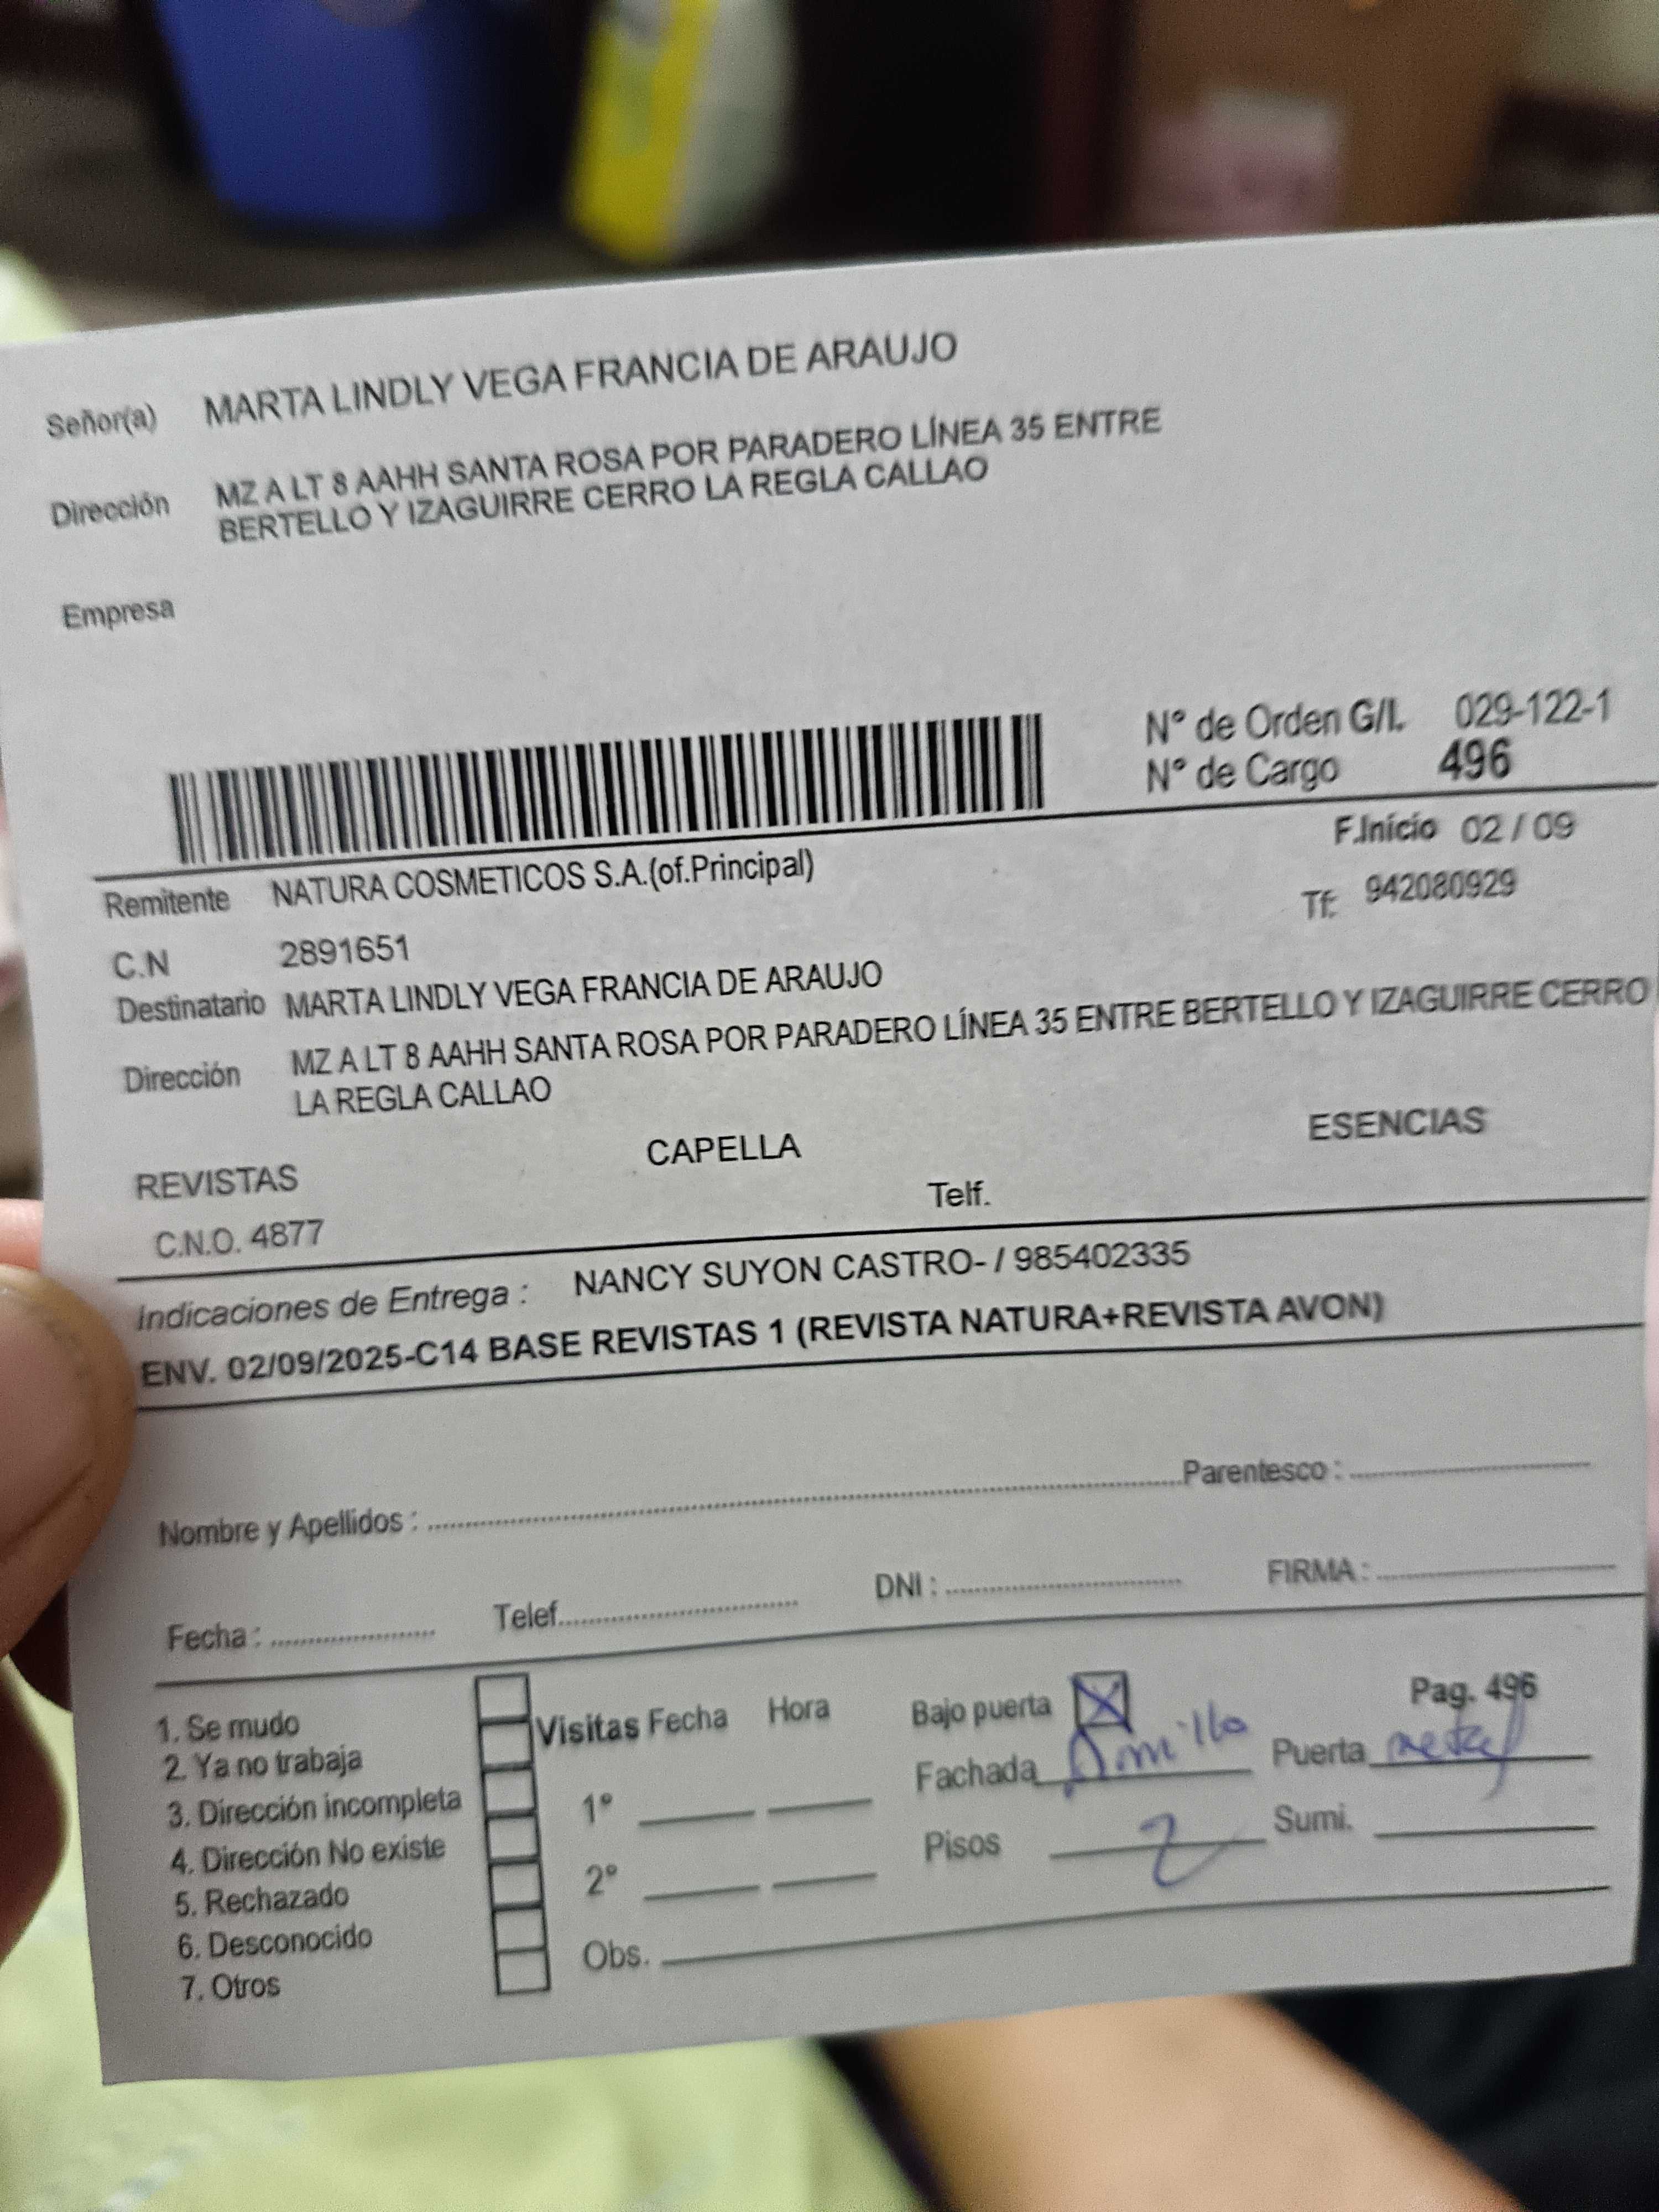 Señor(a) MARTA LINDLY VEGA FRANCIA DE ARAUJO
Dirección MZ A LT 8 AAHH SANTA ROSA POR PARADERO LÍNEA 35 ENTRE
BERTELLO Y IZAGUIRRE CERRO LA REGLA CALLAO
Empresa
N° de Orden G/I. 029-122-1
N° de Cargo 496
F.Inicio 02 / 09
Remitente NATURA COSMETICOS S.A.(of.Principal)
Tf: 942080929
C.N 2891651
Destinatario MARTA LINDLY VEGA FRANCIA DE ARAUJO
Dirección MZ A LT 8 AAHH SANTA ROSA POR PARADERO LÍNEA 35 ENTRE BERTELLO Y IZAGUIRRE CERRO
LA REGLA CALLAO
REVISTAS CAPELLA ESENCIAS
C.N.O. 4877 Telf.
Indicaciones de Entrega : NANCY SUYON CASTRO- / 985402335
ENV. 02/09/2025-C14 BASE REVISTAS 1 (REVISTA NATURA+REVISTA AVON)
Nombre y Apellidos : Parentesco :
Fecha : Telef. DNI : FIRMA :
1. Se mudo
2. Ya no trabaja
3. Dirección incompleta
4. Dirección No existe
5. Rechazado
6. Desconocido
7. Otros
Visitas Fecha Hora
1°
2°
Obs.
Bajo puerta X Pag. 496
Fachada Puerta metal
Pisos 2 Sumi.